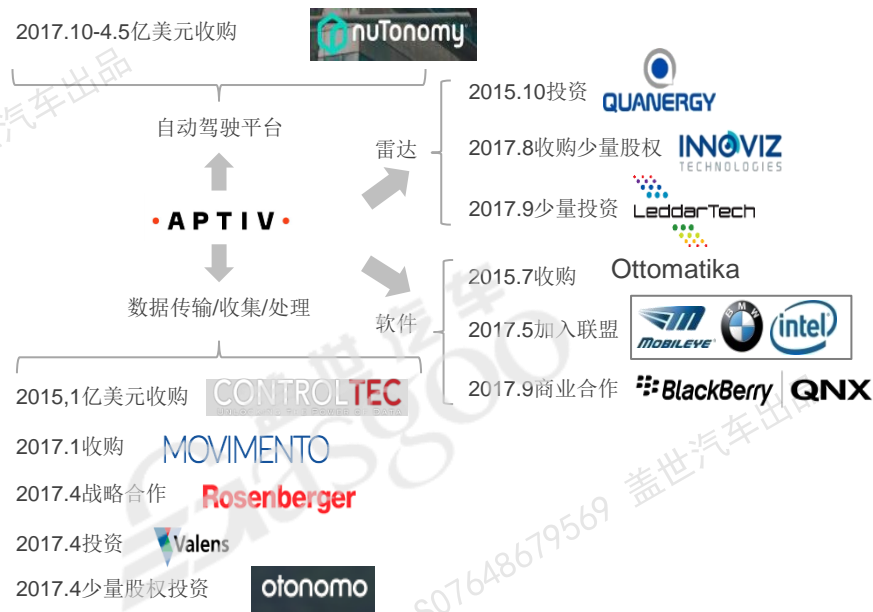 2017.10-4.5亿美元收购 nuTonomy
自动驾驶平台
雷达
2015.10投资 QUANERGY
2017.8收购少量股权 INNOVIZ
TECHNOLOGIES
2017.9少量投资 LeddarTech
• APTIV •
数据传输/收集/处理
软件
2015.7收购 Ottomatika
2017.5加入联盟 MOBILEYE BMW intel
2017.9商业合作 BlackBerry QNX
2015,1亿美元收购 CONTROLTEC
2017.1收购 MOVIMENTO
2017.4战略合作 Rosenberger
2017.4投资 Valens
2017.4少量股权投资 otonomo
盖世汽车
Gasgoo
汽车出品
S07648679569 盖世汽车出品